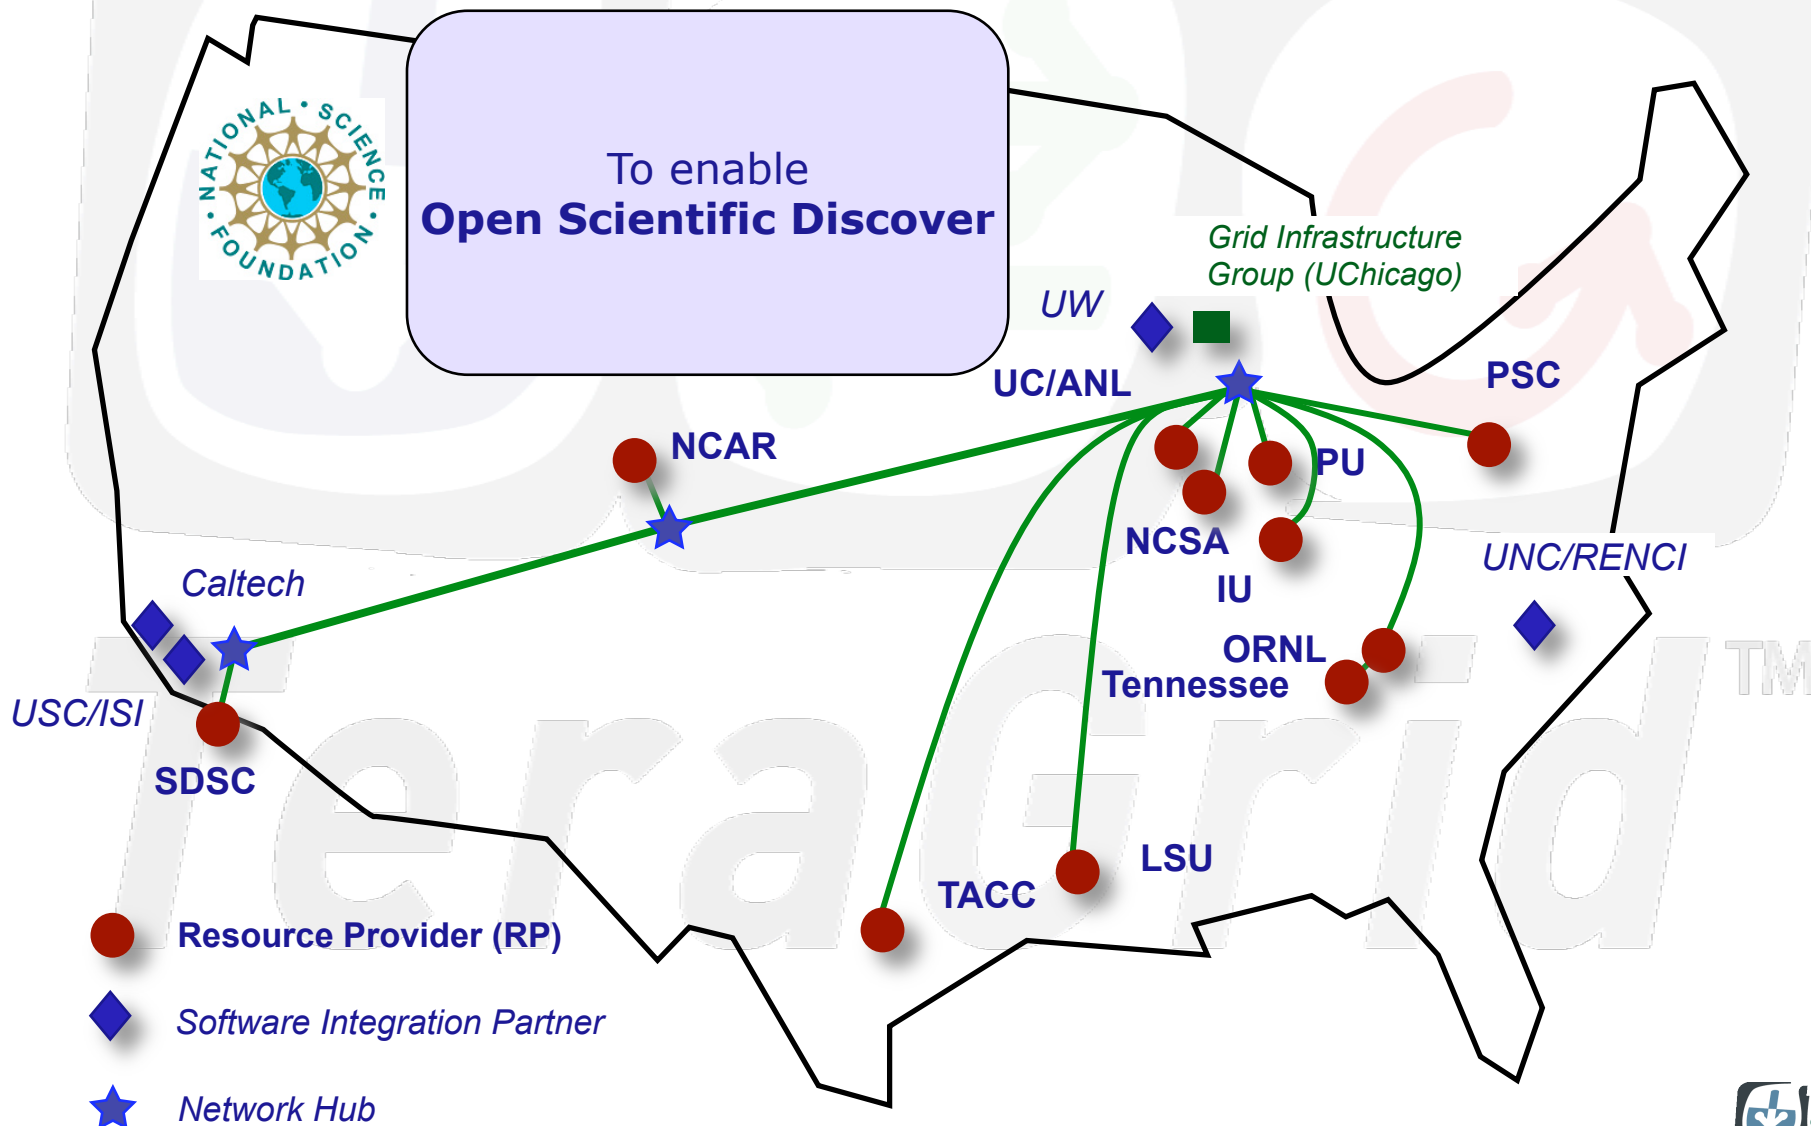 NATIONAL • SCIENCE • FOUNDATION •
To enable
Open Scientific Discover
Grid Infrastructure
Group (UChicago)
UW
UC/ANL
PSC
NCAR
PU
NCSA
UNC/RENCI
Caltech
IU
ORNL
Tennessee
USC/ISI
SDSC
LSU
TACC
TeraGrid™
Resource Provider (RP)
Software Integration Partner
Network Hub